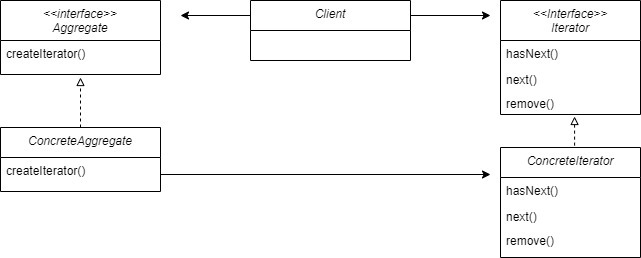 <<interface>>
Aggregate
createIterator()
Client
<<Interface>>
Iterator
hasNext()
next()
remove()
ConcreteAggregate
createIterator()
ConcreteIterator
hasNext()
next()
remove()